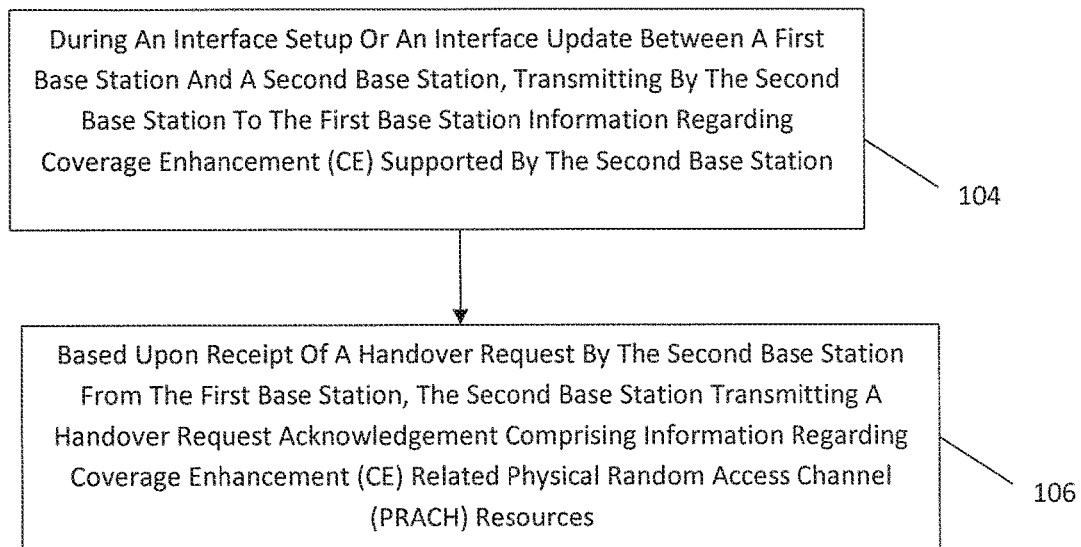 During An Interface Setup Or An Interface Update Between A First
Base Station And A Second Base Station, Transmitting By The Second
Base Station To The First Base Station Information Regarding
Coverage Enhancement (CE) Supported By The Second Base Station
104
Based Upon Receipt Of A Handover Request By The Second Base Station
From The First Base Station, The Second Base Station Transmitting A
Handover Request Acknowledgement Comprising Information Regarding
Coverage Enhancement (CE) Related Physical Random Access Channel
(PRACH) Resources
106